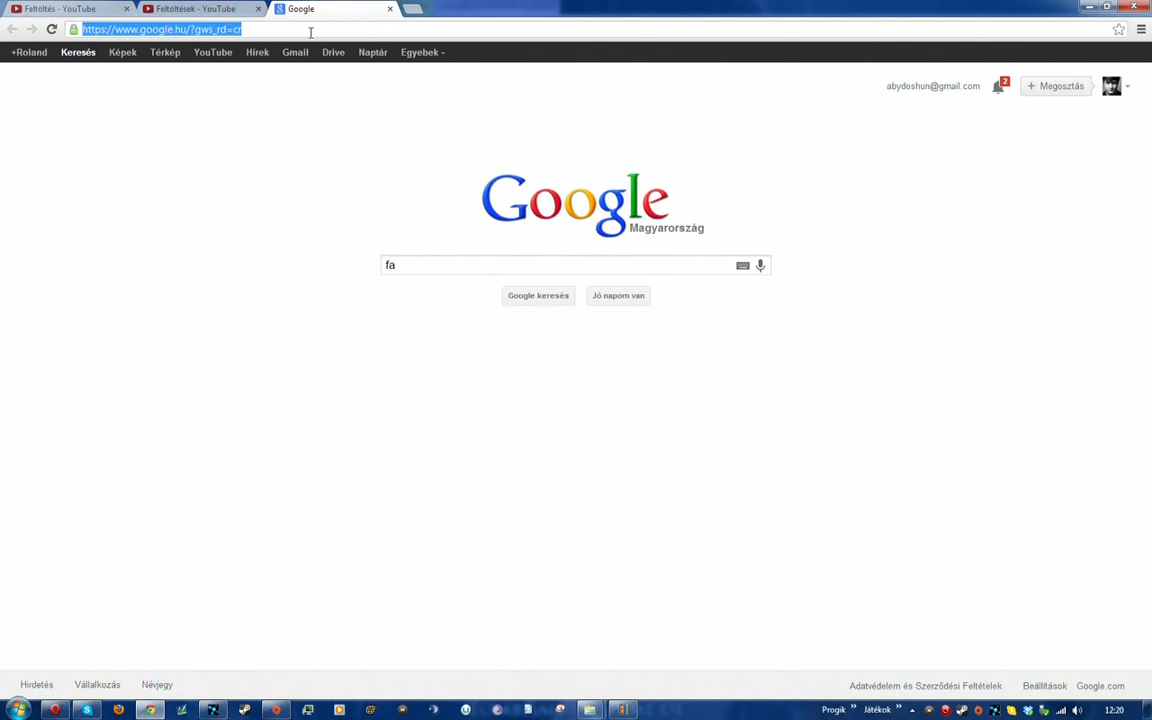 Feltöltés - YouTube
Feltöltések - YouTube
Google
https://www.google.hu/?gws_rd=cr
+Roland Keresés Képek Térkép YouTube Hírek Gmail Drive Naptár Egyebek
abydoshun@gmail.com 2 + Megosztás
Google
Magyarország
fa
Google keresés Jó napom van
Hirdetés Vállalkozás Névjegy
Adatvédelem és Szerződési Feltételek Beállítások Google.com
Progik » Játékok » 12:20